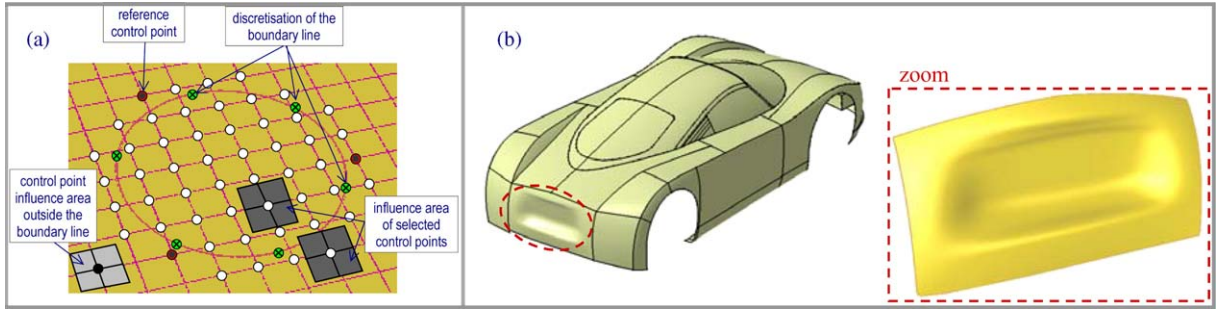 (a)
reference
control point
discretisation of the
boundary line
control point
influence area
outside the
boundary line
influence area
of selected
control points
(b)
zoom